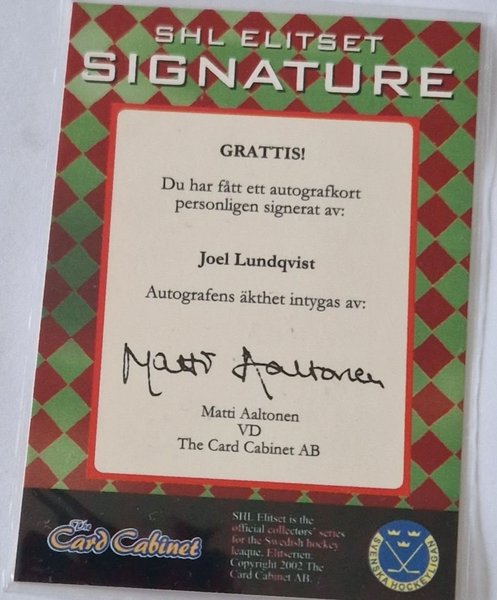 SHL ELITSET
SIGNATURE
GRATTIS!
Du har fått ett autografkort
personligen signerat av:
Joel Lundqvist
Autografens äkthet intygas av:
Matti Aaltonen
Matti Aaltonen
VD
The Card Cabinet AB
The
Card Cabinet
SHL Elitset is the
official collectors' series
for the Swedish hockey
league, Elitserien.
Copyright 2002 The
Card Cabinet AB.
SVENSKA HOCKEYLIGAN